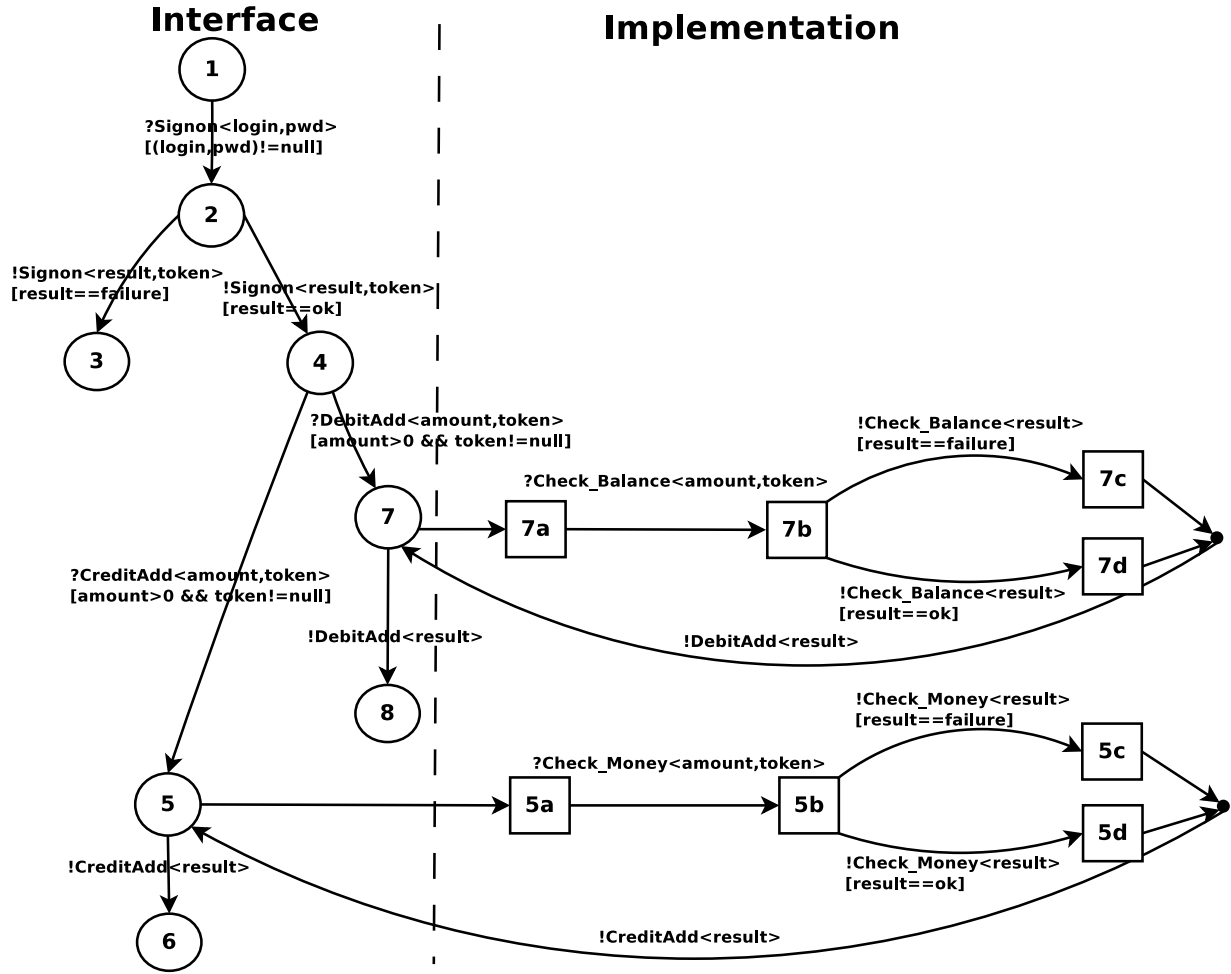 Interface
Implementation
1
?Signon<login,pwd>
[(login,pwd)!=null]
2
!Signon<result,token>
[result==failure]
!Signon<result,token>
[result==ok]
3
4
?DebitAdd<amount,token>
[amount>0 && token!=null]
!Check_Balance<result>
[result==failure]
7
?Check_Balance<amount,token>
7a
7b
7c
7d
!Check_Balance<result>
[result==ok]
?CreditAdd<amount,token>
[amount>0 && token!=null]
!DebitAdd<result>
!DebitAdd<result>
8
!Check_Money<result>
[result==failure]
5
?Check_Money<amount,token>
5a
5b
5c
5d
!Check_Money<result>
[result==ok]
!CreditAdd<result>
!CreditAdd<result>
6